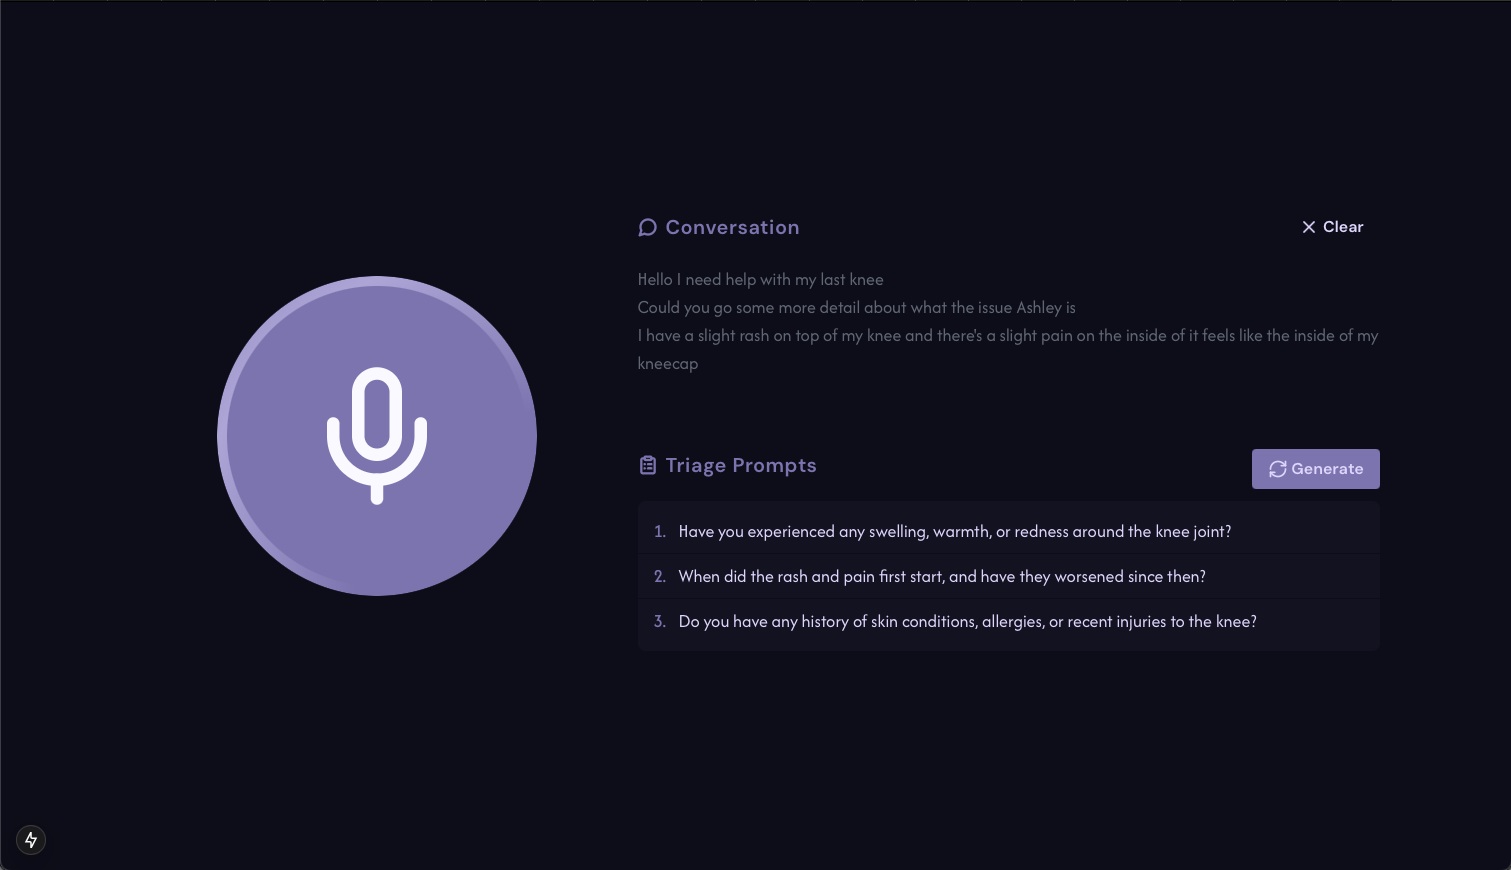 Conversation
Clear
Hello I need help with my last knee
Could you go some more detail about what the issue Ashley is
I have a slight rash on top of my knee and there's a slight pain on the inside of it feels like the inside of my
kneecap
Triage Prompts
Generate
1. Have you experienced any swelling, warmth, or redness around the knee joint?
2. When did the rash and pain first start, and have they worsened since then?
3. Do you have any history of skin conditions, allergies, or recent injuries to the knee?